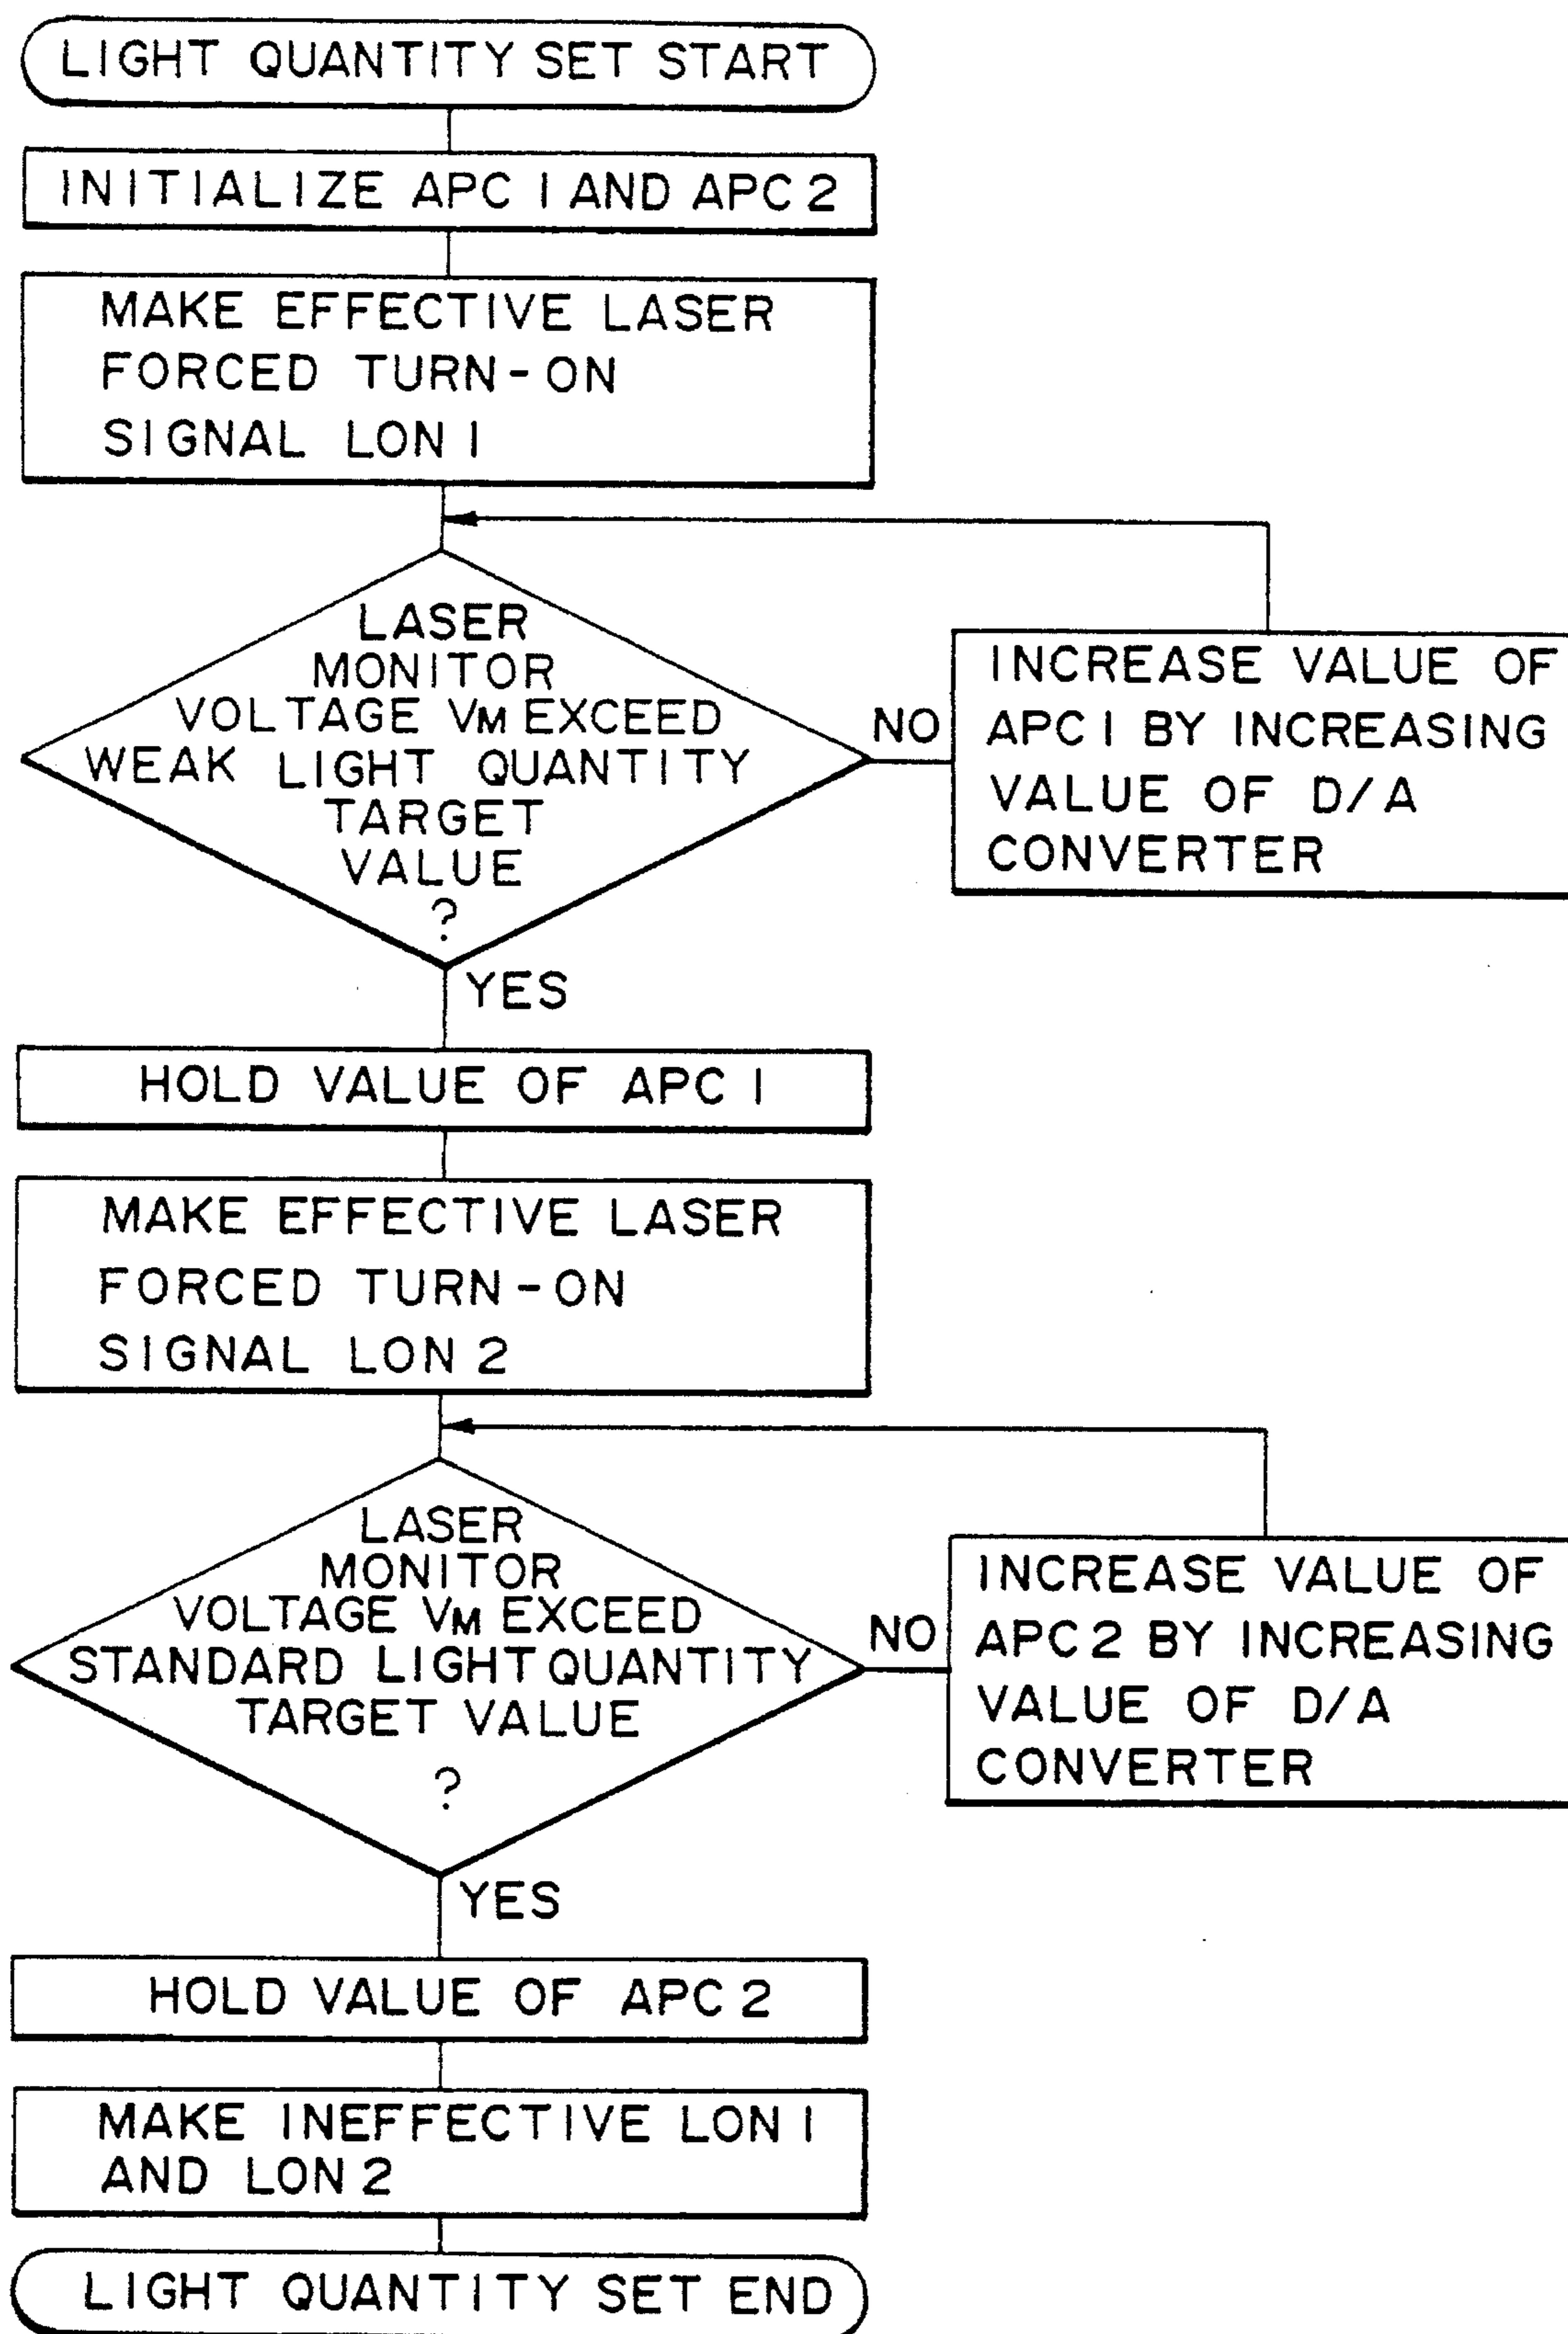 LIGHT QUANTITY SET START
INITIALIZE APC 1 AND APC 2
MAKE EFFECTIVE LASER
FORCED TURN-ON
SIGNAL LON 1
LASER
MONITOR
VOLTAGE VM EXCEED
WEAK LIGHT QUANTITY
TARGET
VALUE
?
NO
INCREASE VALUE OF
APC 1 BY INCREASING
VALUE OF D/A
CONVERTER
YES
HOLD VALUE OF APC 1
MAKE EFFECTIVE LASER
FORCED TURN-ON
SIGNAL LON 2
LASER
MONITOR
VOLTAGE VM EXCEED
STANDARD LIGHT QUANTITY
TARGET VALUE
?
NO
INCREASE VALUE OF
APC 2 BY INCREASING
VALUE OF D/A
CONVERTER
YES
HOLD VALUE OF APC 2
MAKE INEFFECTIVE LON 1
AND LON 2
LIGHT QUANTITY SET END